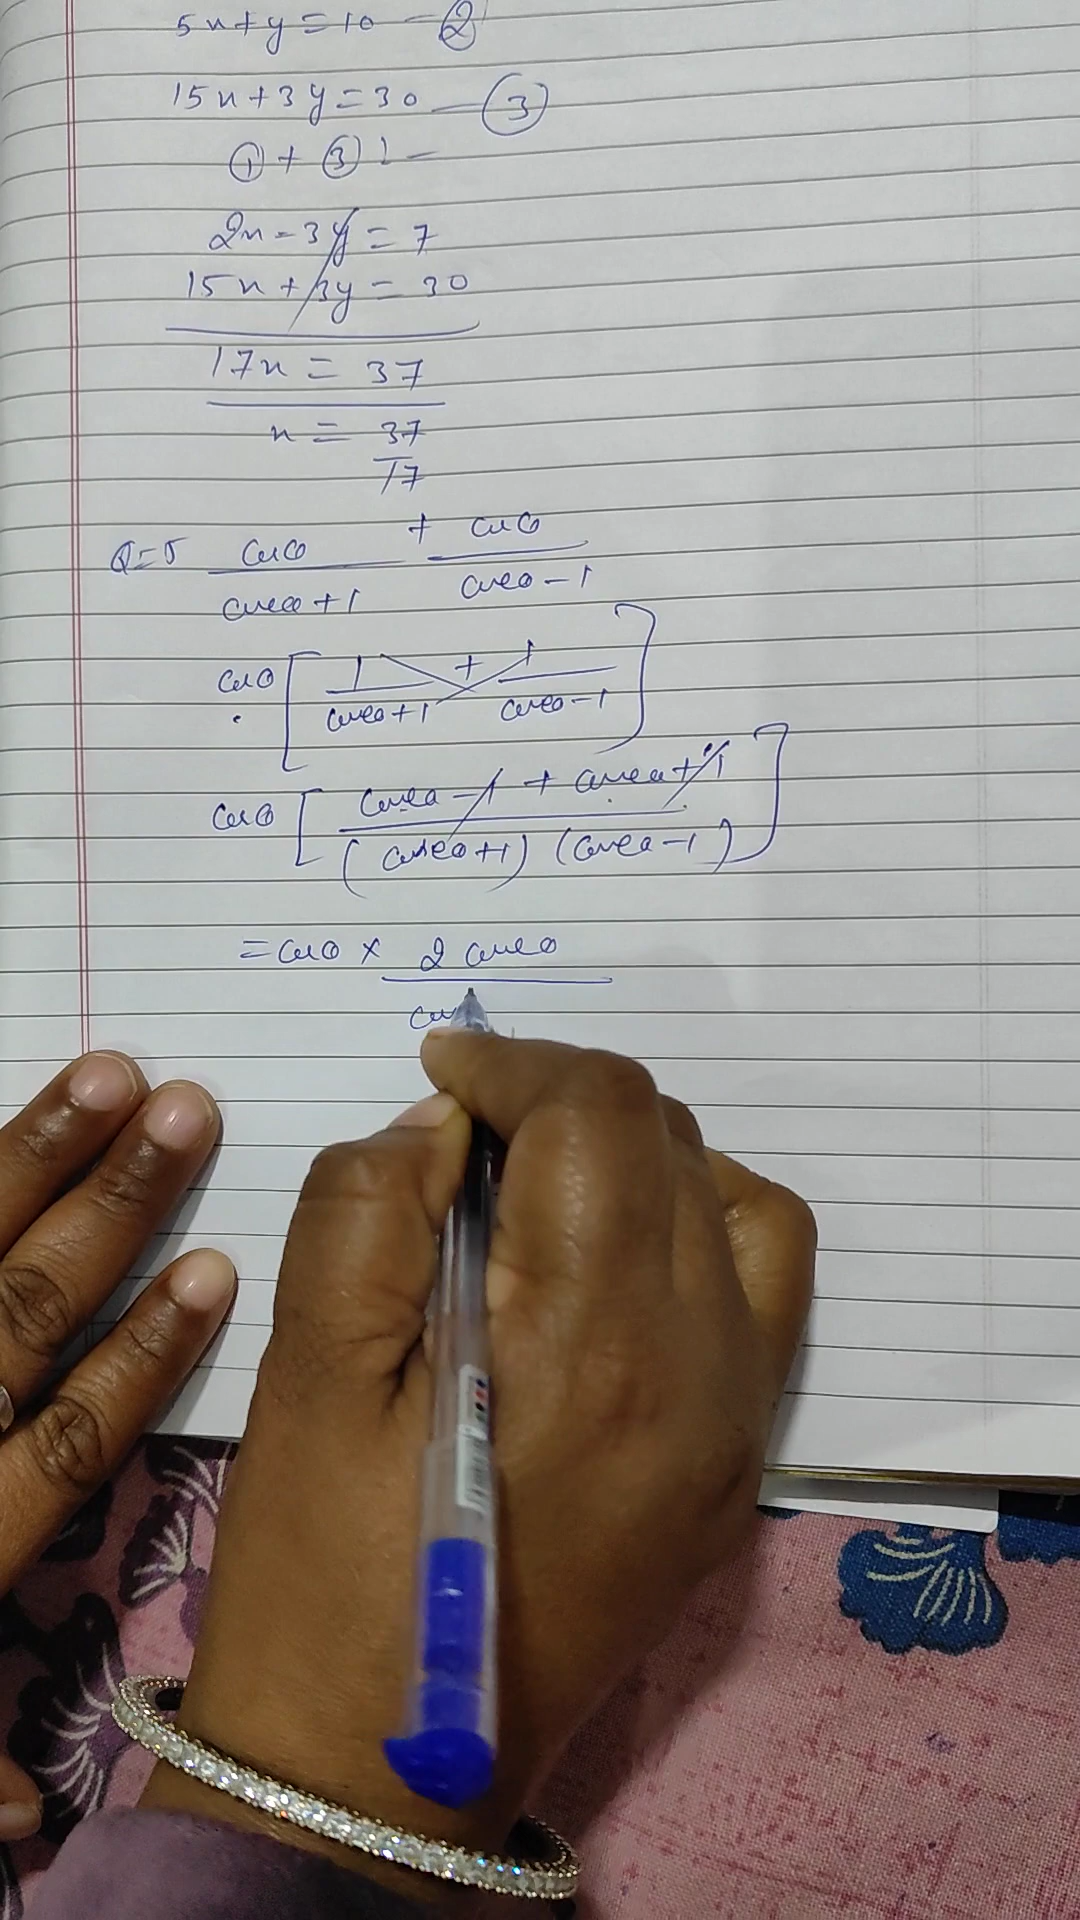 5x+y=10 — ②
15x+3y=30 — ③
① + ③ :-
2x-3y=7
15x+3y=30
17x = 37
x = 37/17
Q=5 cosθ/cosecθ+1 + cosθ/cosecθ-1
cosθ [ 1/cosecθ+1 + 1/cosecθ-1 ]
cosθ [ cosecθ-1 + cosecθ+1 / (cosecθ+1) (cosecθ-1) ]
= cosθ × 2 cosecθ